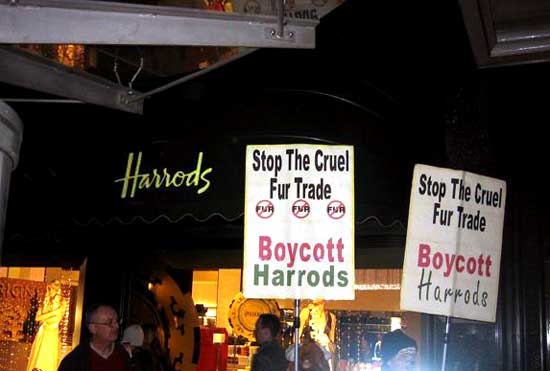 Harrods
Stop The Cruel
Fur Trade
FUR FUR FUR
Boycott
Harrods
Stop The Cruel
Fur Trade
Boycott
Harrods